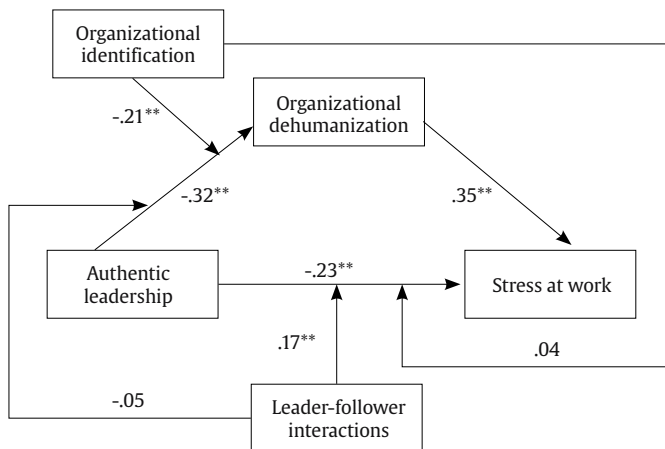 Organizational
identification
-.21**
Organizational
dehumanization
-.32**
.35**
Authentic
leadership
-.23**
Stress at work
.17**
.04
-.05
Leader-follower
interactions